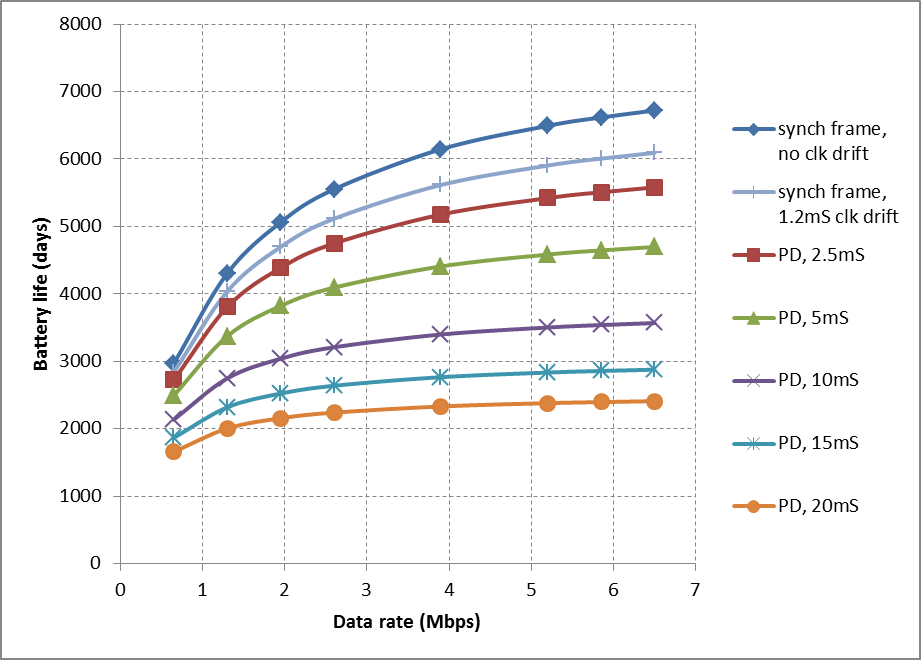 8000
7000
6000
5000
4000
3000
2000
1000
0
Battery life (days)
0 1 2 3 4 5 6 7
Data rate (Mbps)
synch frame,
no clk drift
synch frame,
1.2mS clk drift
PD, 2.5mS
PD, 5mS
PD, 10mS
PD, 15mS
PD, 20mS